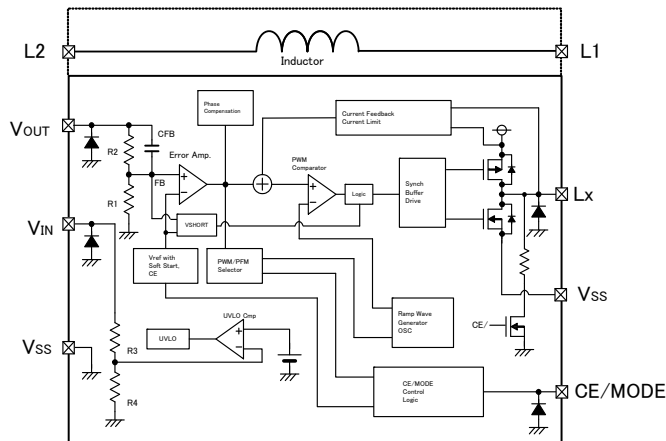 L2
L1
Inductor
Phase
Compensation
Current Feedback
Current Limit
VOUT
CFB
R2
Error Amp.
PWM
Comparator
FB
R1
Logic
Synch
Buffer
Drive
Lx
VSHORT
VIN
Vref with
Soft Start,
CE
PWM/PFM
Selector
Ramp Wave
Generator
OSC
VSS
CE/
UVLO Cmp
UVLO
VSS
R3
R4
CE/MODE
Control
Logic
CE/MODE